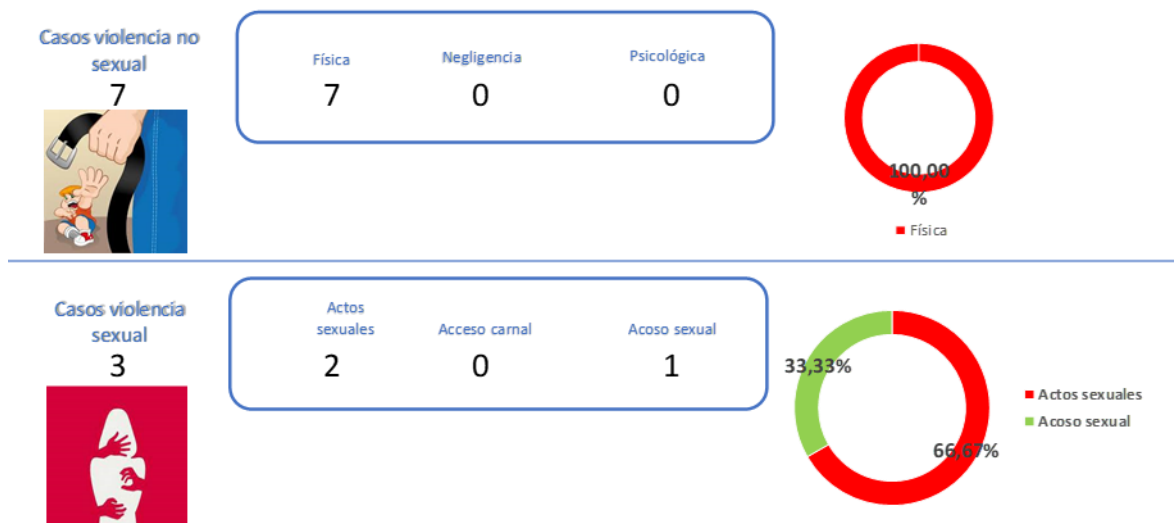 Casos violencia no
sexual
7
Física
Negligencia
Psicológica
7
0
0
100,00
%
Física
Casos violencia
sexual
3
Actos
sexuales
Acceso carnal
Acoso sexual
2
0
1
33,33%
66,67%
Actos sexuales
Acoso sexual